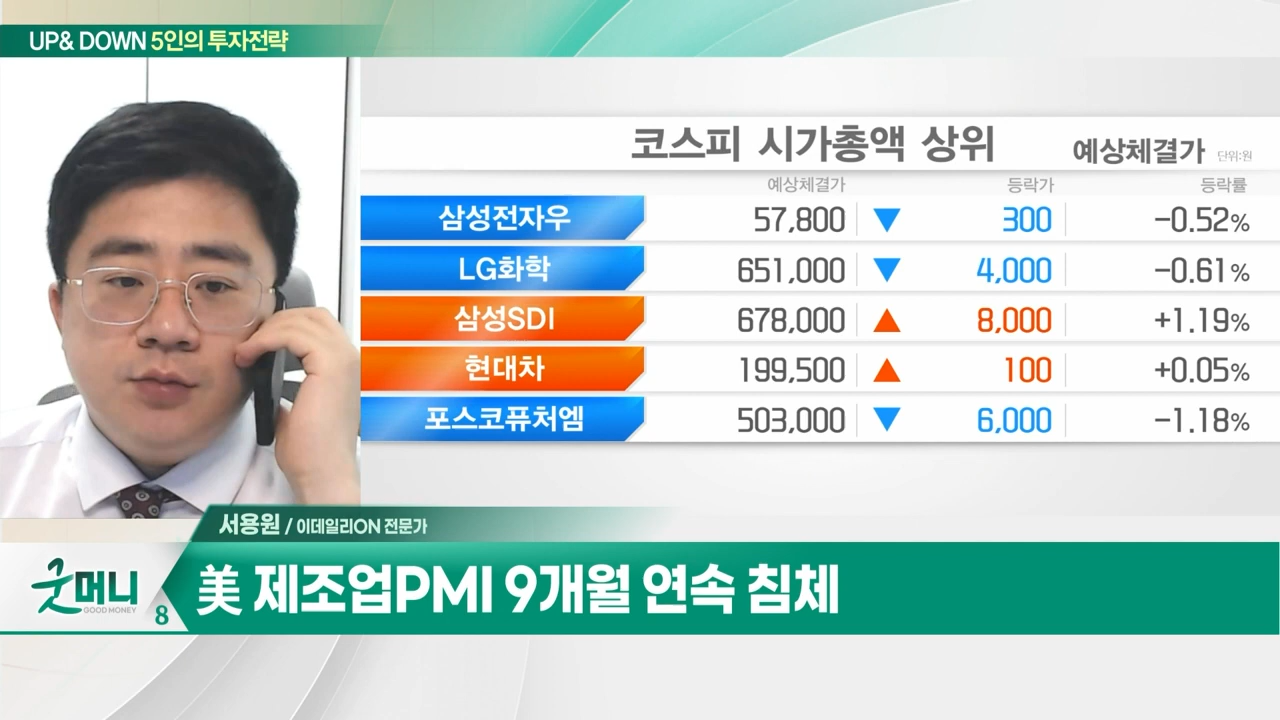 UP& DOWN 5인의 투자전략
코스피 시가총액 상위 예상체결가 단위:원
예상체결가 등락가 등락률
삼성전자우 57,800 ▼ 300 -0.52%
LG화학 651,000 ▼ 4,000 -0.61%
삼성SDI 678,000 ▲ 8,000 +1.19%
현대차 199,500 ▲ 100 +0.05%
포스코퓨처엠 503,000 ▼ 6,000 -1.18%
서용원 / 이데일리ON 전문가
굿머니 GOOD MONEY 8
美 제조업PMI 9개월 연속 침체